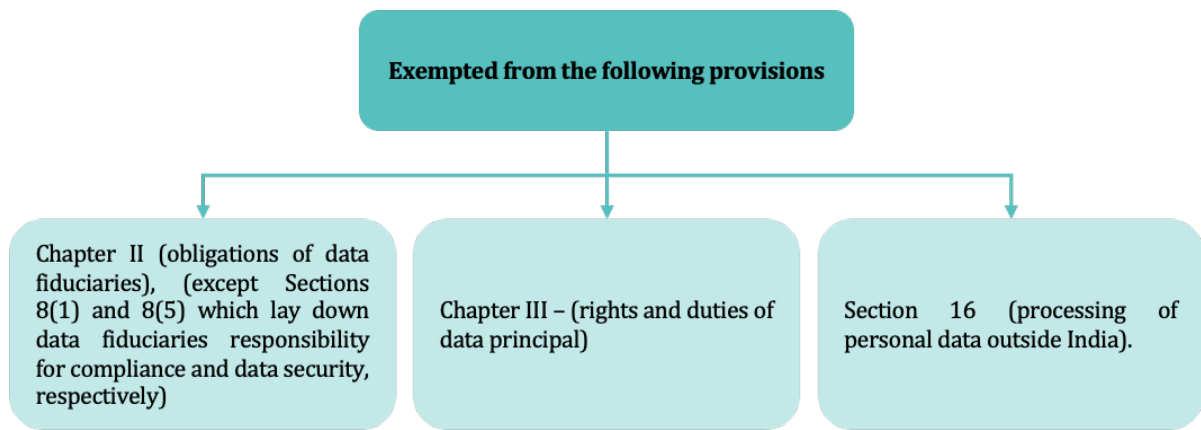 Exempted from the following provisions
Chapter II (obligations of data
fiduciaries), (except Sections
8(1) and 8(5) which lay down
data fiduciaries responsibility
for compliance and data security,
respectively)
Chapter III – (rights and duties of
data principal)
Section 16 (processing of
personal data outside India).